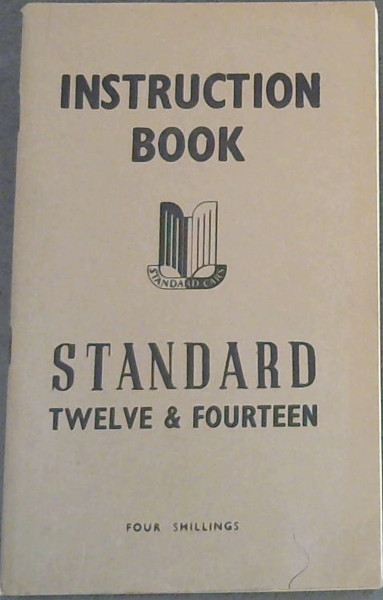 INSTRUCTION
BOOK
STANDARD CARS
STANDARD
TWELVE & FOURTEEN
FOUR SHILLINGS